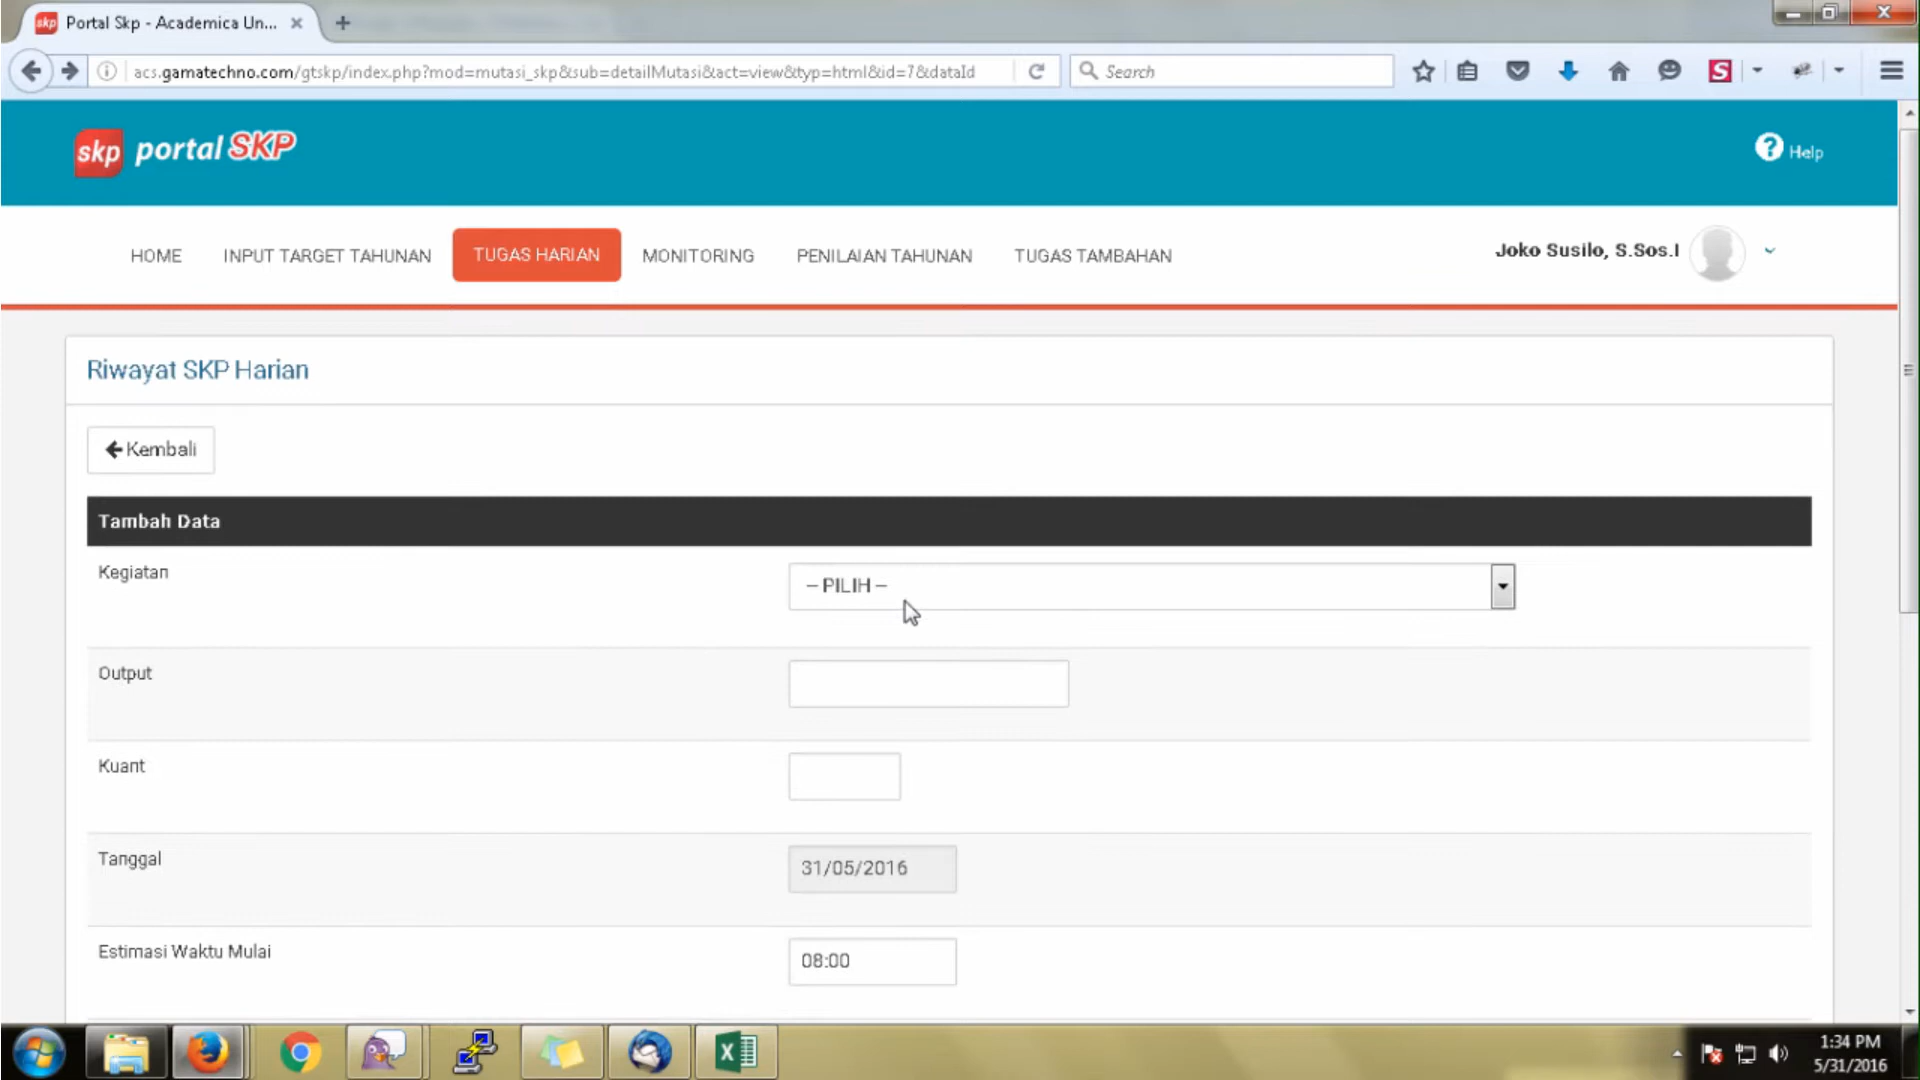 skp Portal Skp - Academica Un...
acs.gamatechno.com/gtskp/index.php?mod=mutasi_skp&sub=detailMutasi&act=view&typ=html&id=7&dataId
Search
S
skp portal SKP
? Help
HOME
INPUT TARGET TAHUNAN
TUGAS HARIAN
MONITORING
PENILAIAN TAHUNAN
TUGAS TAMBAHAN
Joko Susilo, S.Sos.I
Riwayat SKP Harian
Kembali
Tambah Data
Kegiatan
-- PILIH --
Output
Kuant
Tanggal
31/05/2016
Estimasi Waktu Mulai
08:00
1:34 PM
5/31/2016